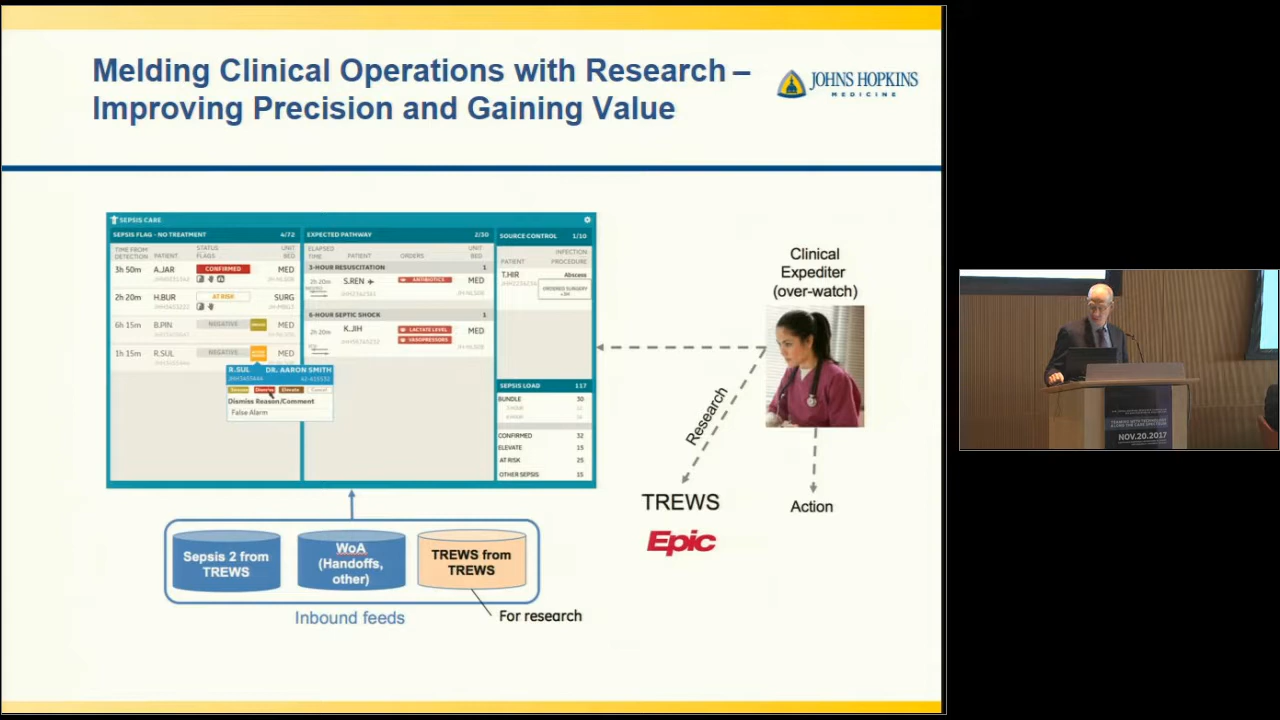 Melding Clinical Operations with Research –
Improving Precision and Gaining Value
JOHNS HOPKINS
MEDICINE
SEPSIS CARE
SEPSIS FLAG - NO TREATMENT 4/72
TIME FROM DETECTION PATIENT STATUS FLAGS UNIT BED
3h 50m A.JAR CONFIRMED MED
2h 20m H.BUR AT RISK SURG
6h 15m B.PIN NEGATIVE MED
1h 15m R.SUL NEGATIVE MED
R.SUL DR. AARON SMITH
Dismiss Elevate Cancel
Dismiss Reason/Comment
False Alarm
EXPECTED PATHWAY 2/30
ELAPSED TIME PATIENT ORDERS UNIT BED
3-HOUR RESUSCITATION 1
2h 20m S.REN ANTIBIOTICS MED
6-HOUR SEPTIC SHOCK 1
2h 20m K.JIH LACTATE LEVEL MED
VASOPRESSORS
SOURCE CONTROL 1/10
PATIENT INFECTION PROCEDURE
T.HIR Abscess
ORDERED SURGERY
SEPSIS LOAD 117
BUNDLE 30
CONFIRMED 32
ELEVATE 15
AT RISK 25
OTHER SEPSIS 15
Clinical
Expediter
(over-watch)
Research
TREWS
Epic
Action
Sepsis 2 from
TREWS
WoA
(Handoffs,
other)
TREWS from
TREWS
Inbound feeds
For research
NOV.20.2017